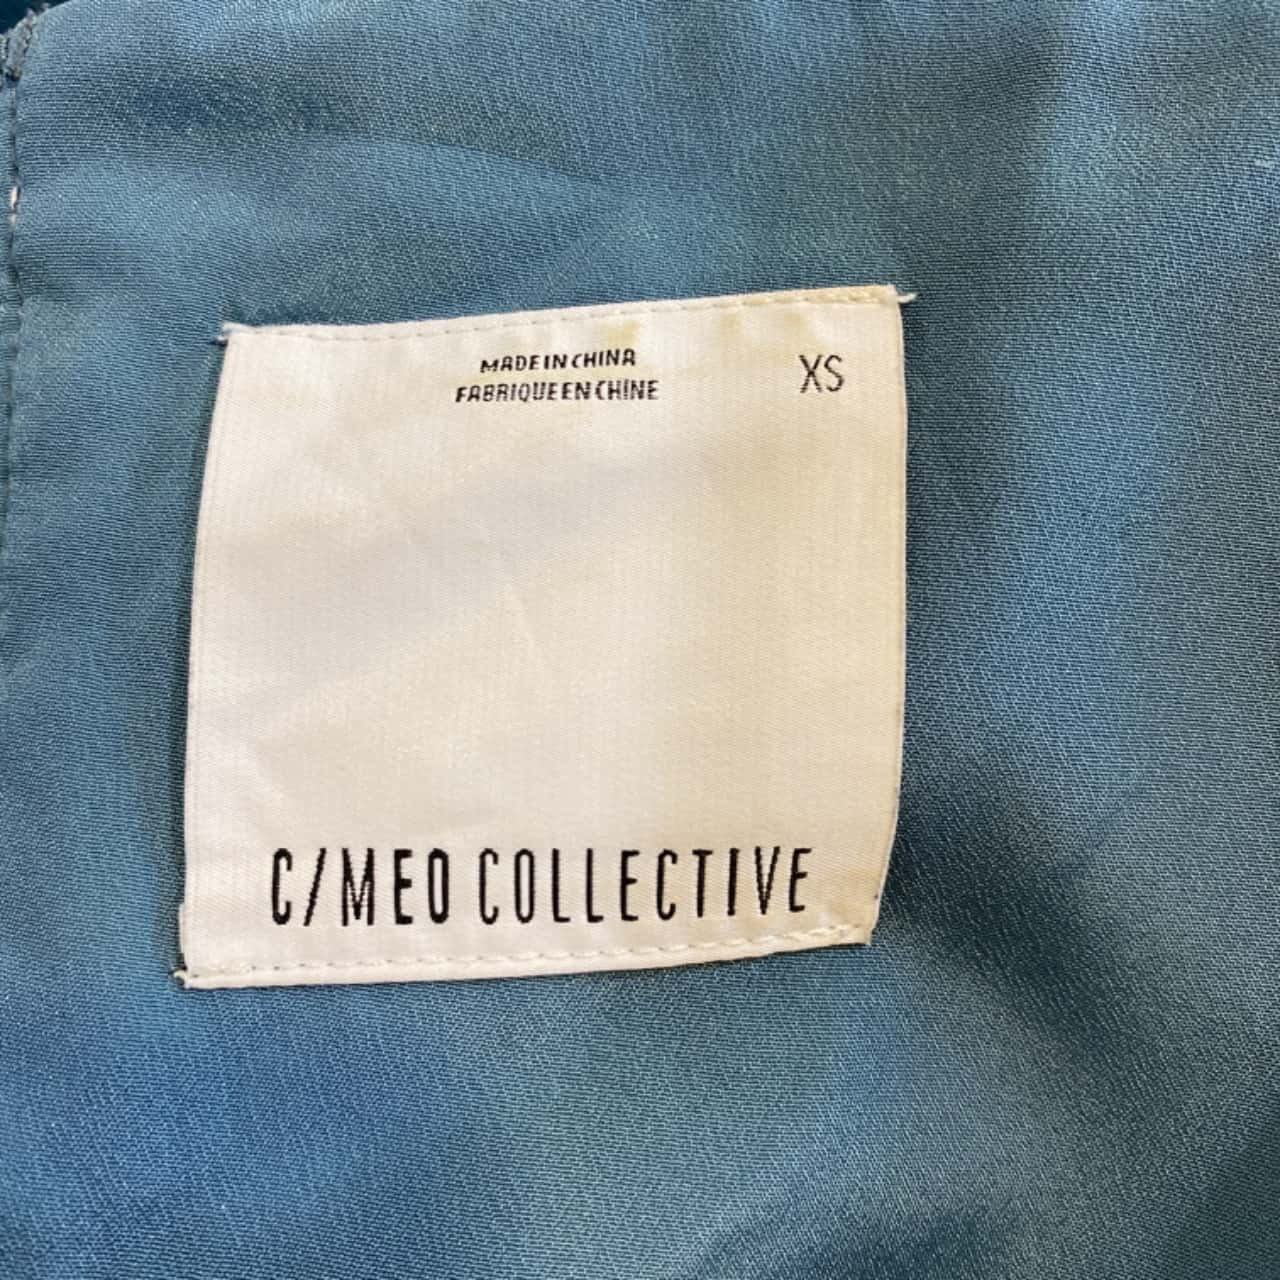 MADE IN CHINA
FABRIQUE EN CHINE
XS
C/MEO COLLECTIVE